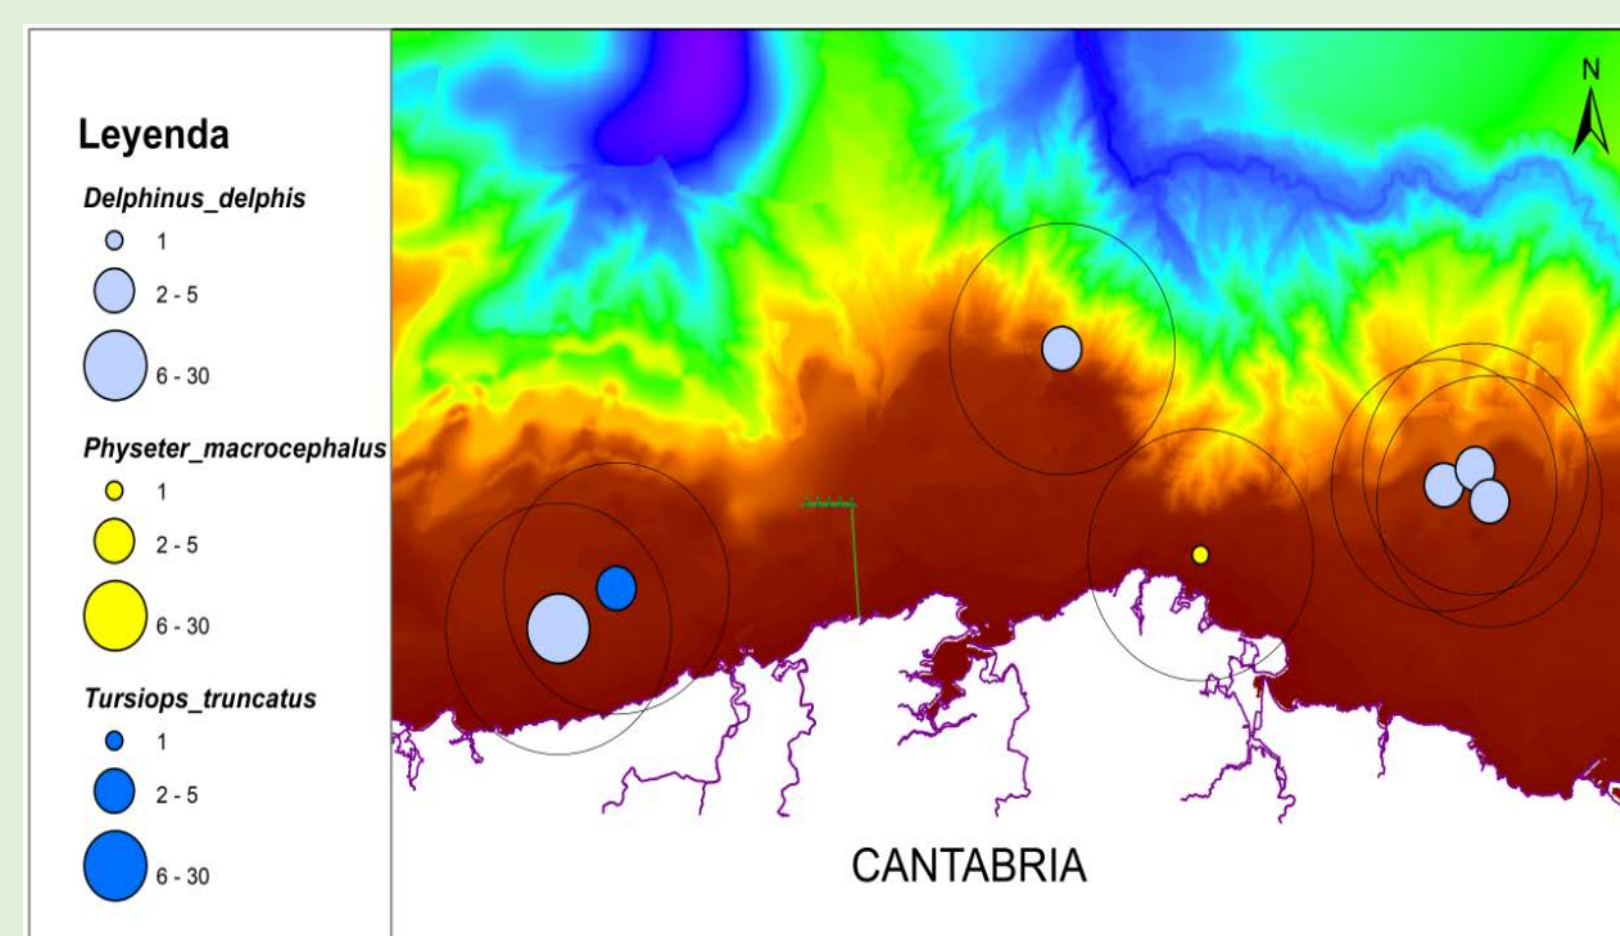 Leyenda
Delphinus_delphis
1
2 - 5
6 - 30
Physeter_macrocephalus
1
2 - 5
6 - 30
Tursiops_truncatus
1
2 - 5
6 - 30
N
CANTABRIA